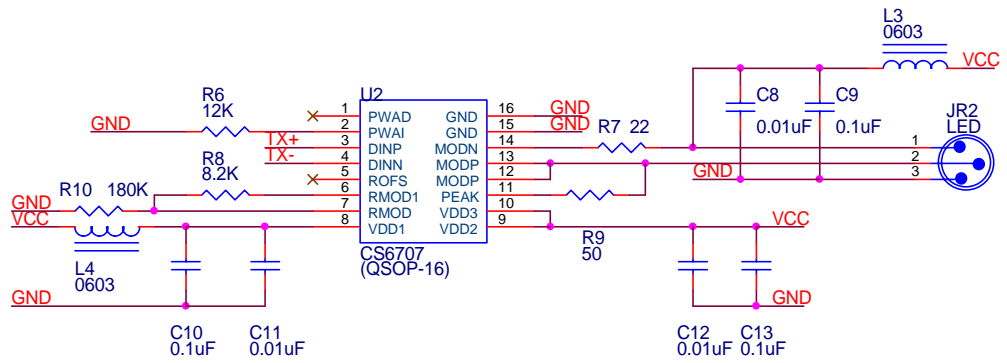 L3
0603
VCC
U2
R6
12K
GND
1 PWAD
2 PWAI
TX+ 3 DINP
TX- 4 DINN
5 ROFS
6 RMOD1
7 RMOD
8 VDD1
GND 16 GND
GND 15 GND
MODN 14
MODP 13
MODP 12
PEAK 11
VDD3 10
VDD2 9
R7 22
C8
0.01uF
C9
0.1uF
JR2
LED
1
2
3
GND
R8
8.2K
R10 180K
GND
VCC
L4
0603
GND
CS6707
(QSOP-16)
R9
50
VCC
GND
C10
0.1uF
C11
0.01uF
C12
0.01uF
C13
0.1uF